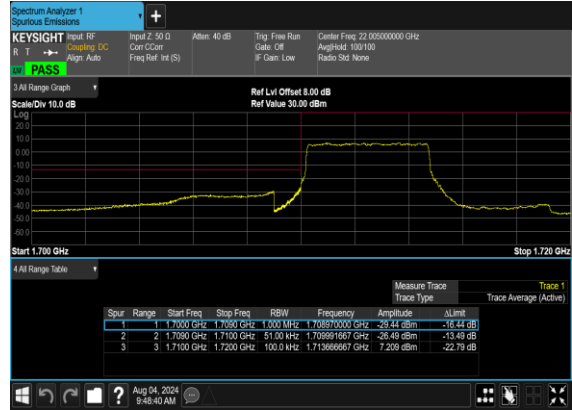 Spectrum Analyzer 1
Spurious Emissions
KEYSIGHT Input: RF Input Z: 50 Ω Atten: 40 dB Trig: Free Run Center Freq: 22.005000000 GHz
R T Coupling: DC Corr CCorr Gate: Off Avg|Hold: 100/100
Align: Auto Freq Ref: Int (S) IF Gain: Low Radio Std: None
PASS
3 All Range Graph
Ref Lvl Offset 8.00 dB
Scale/Div 10.0 dB Ref Value 30.00 dBm
Log
20.0
10.0
0.00
-10.0
-20.0
-30.0
-40.0
-50.0
-60.0
Start 1.700 GHz Stop 1.720 GHz
4 All Range Table
Measure Trace Trace 1
Trace Type Trace Average (Active)
Spur Range Start Freq Stop Freq RBW Frequency Amplitude ΔLimit
1 1 1.7000 GHz 1.7090 GHz 1.000 MHz 1.708970000 GHz -29.44 dBm -16.44 dB
2 2 1.7090 GHz 1.7100 GHz 51.00 kHz 1.709991667 GHz -26.49 dBm -13.49 dB
3 3 1.7100 GHz 1.7200 GHz 100.0 kHz 1.713666667 GHz 7.209 dBm -22.79 dB
Aug 04, 2024
9:48:40 AM